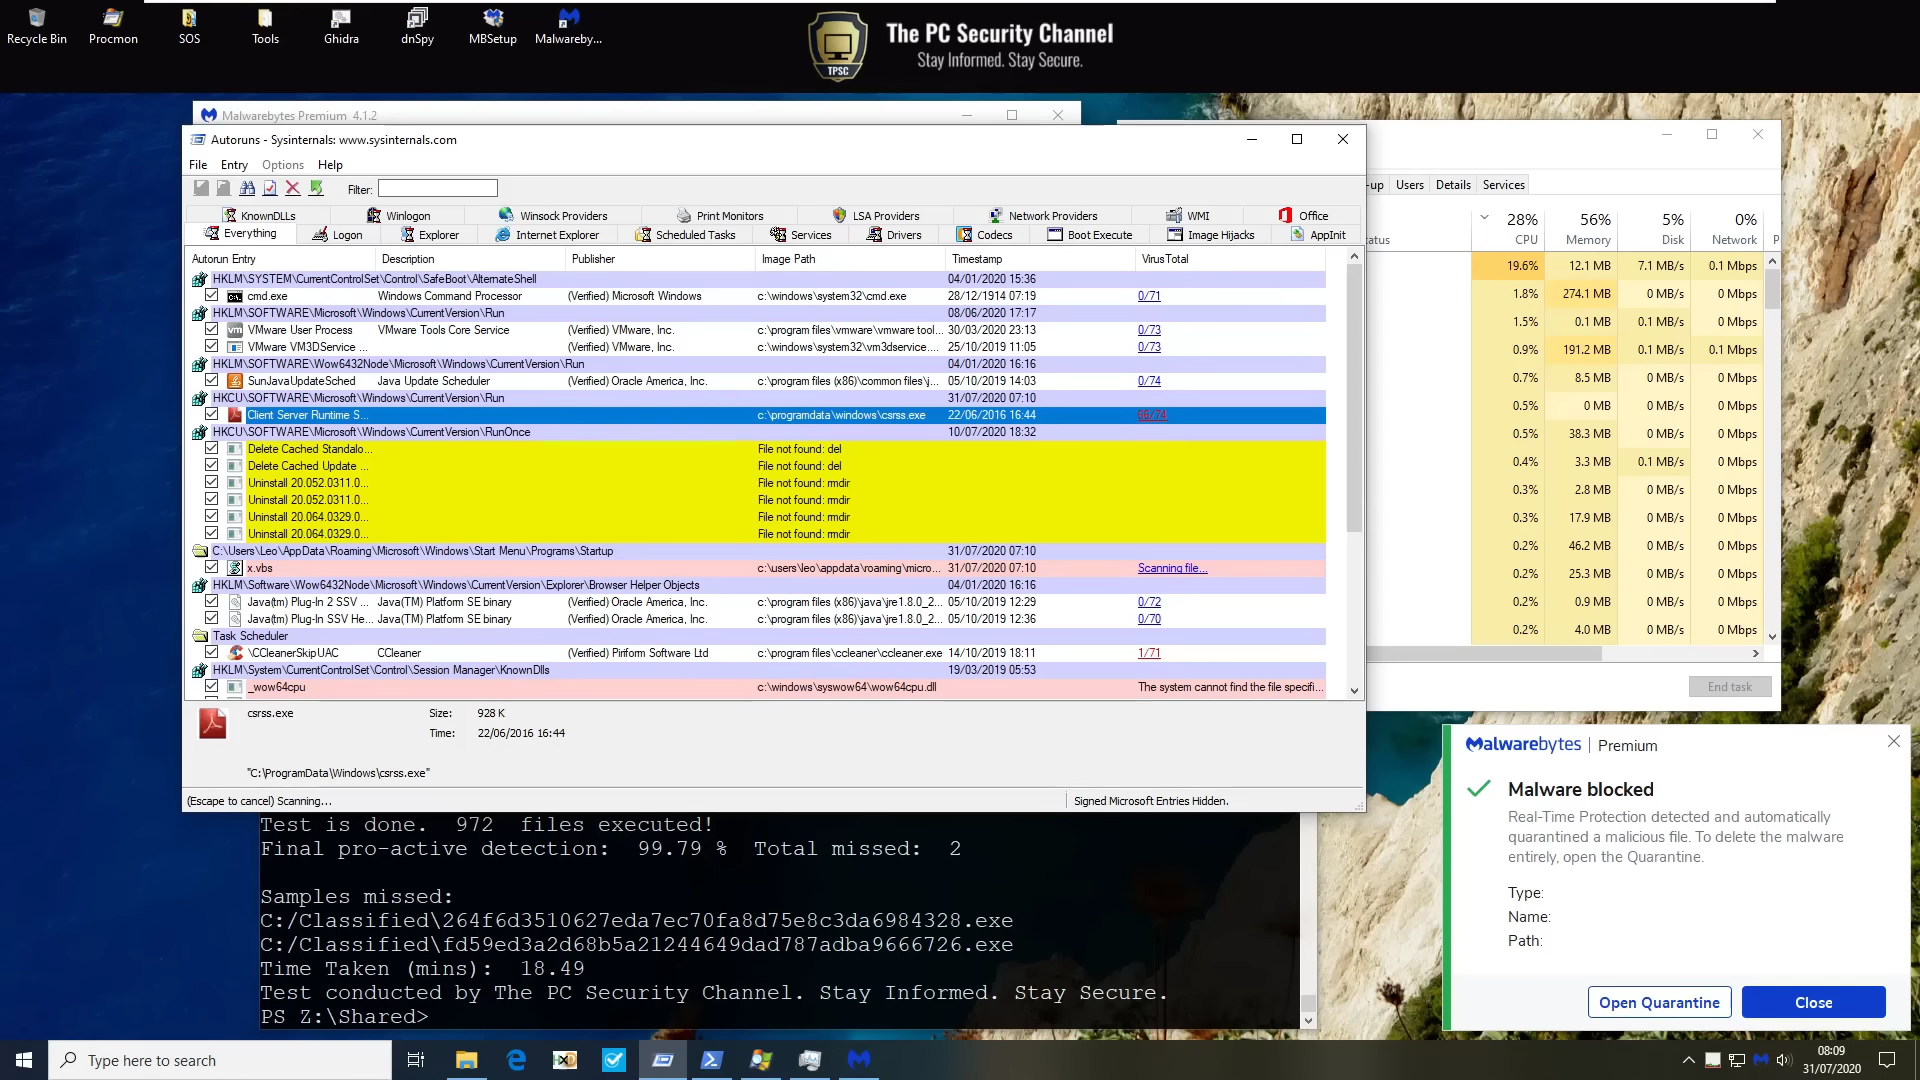 Recycle Bin
Procmon
SOS
Tools
Ghidra
dnSpy
MBSetup
Malwareby...
TPSC
The PC Security Channel
Stay Informed. Stay Secure.
Malwarebytes Premium 4.1.2
Autoruns - Sysinternals: www.sysinternals.com
File Entry Options Help
Filter:
KnownDLLs Winlogon Winsock Providers Print Monitors LSA Providers Network Providers WMI Office
Everything Logon Explorer Internet Explorer Scheduled Tasks Services Drivers Codecs Boot Execute Image Hijacks AppInit
Autorun Entry Description Publisher Image Path Timestamp VirusTotal
HKLM\SYSTEM\CurrentControlSet\Control\SafeBoot\AlternateShell 04/01/2020 15:36
cmd.exe Windows Command Processor (Verified) Microsoft Windows c:\windows\system32\cmd.exe 28/12/1914 07:19 0/71
HKLM\SOFTWARE\Microsoft\Windows\CurrentVersion\Run 08/06/2020 17:17
VMware User Process VMware Tools Core Service (Verified) VMware, Inc. c:\program files\vmware\vmware tool... 30/03/2020 23:13 0/73
VMware VM3DService ... (Verified) VMware, Inc. c:\windows\system32\vm3dservice.... 25/10/2019 11:05 0/73
HKLM\SOFTWARE\Wow6432Node\Microsoft\Windows\CurrentVersion\Run 04/01/2020 16:16
SunJavaUpdateSched Java Update Scheduler (Verified) Oracle America, Inc. c:\program files (x86)\common files\j... 05/10/2019 14:03 0/74
HKCU\SOFTWARE\Microsoft\Windows\CurrentVersion\Run 31/07/2020 07:10
Client Server Runtime S... c:\programdata\windows\csrss.exe 22/06/2016 16:44 66/74
HKCU\SOFTWARE\Microsoft\Windows\CurrentVersion\RunOnce 10/07/2020 18:32
Delete Cached Standalo... File not found: del
Delete Cached Update ... File not found: del
Uninstall 20.052.0311.0... File not found: rmdir
Uninstall 20.052.0311.0... File not found: rmdir
Uninstall 20.064.0329.0... File not found: rmdir
Uninstall 20.064.0329.0... File not found: rmdir
C:\Users\Leo\AppData\Roaming\Microsoft\Windows\Start Menu\Programs\Startup 31/07/2020 07:10
x.vbs c:\users\leo\appdata\roaming\micro... 31/07/2020 07:10 Scanning file...
HKLM\Software\Wow6432Node\Microsoft\Windows\CurrentVersion\Explorer\Browser Helper Objects 04/01/2020 16:16
Java(tm) Plug-In 2 SSV ... Java(TM) Platform SE binary (Verified) Oracle America, Inc. c:\program files (x86)\java\jre1.8.0_2... 05/10/2019 12:29 0/72
Java(tm) Plug-In SSV He... Java(TM) Platform SE binary (Verified) Oracle America, Inc. c:\program files (x86)\java\jre1.8.0_2... 05/10/2019 12:36 0/70
Task Scheduler
\CCleanerSkipUAC CCleaner (Verified) Piriform Software Ltd c:\program files\ccleaner\ccleaner.exe 14/10/2019 18:11 1/71
HKLM\System\CurrentControlSet\Control\Session Manager\KnownDlls 19/03/2019 05:53
_wow64cpu c:\windows\syswow64\wow64cpu.dll The system cannot find the file specifi...
csrss.exe Size: 928 K
Time: 22/06/2016 16:44
"C:\ProgramData\Windows\csrss.exe"
(Escape to cancel) Scanning... Signed Microsoft Entries Hidden.
-up Users Details Services
28% 56% 5% 0%
atus CPU Memory Disk Network P
19.6% 12.1 MB 7.1 MB/s 0.1 Mbps
1.8% 274.1 MB 0 MB/s 0 Mbps
1.5% 0.1 MB 0 MB/s 0.1 Mbps
0.9% 191.2 MB 0.1 MB/s 0.1 Mbps
0.7% 8.5 MB 0 MB/s 0 Mbps
0.5% 0 MB 0 MB/s 0 Mbps
0.5% 38.3 MB 0 MB/s 0 Mbps
0.4% 3.3 MB 0.1 MB/s 0 Mbps
0.3% 2.8 MB 0 MB/s 0 Mbps
0.3% 17.9 MB 0 MB/s 0 Mbps
0.2% 46.2 MB 0 MB/s 0 Mbps
0.2% 25.3 MB 0 MB/s 0 Mbps
0.2% 0.9 MB 0 MB/s 0 Mbps
0.2% 4.0 MB 0 MB/s 0 Mbps
End task
Test is done. 972 files executed!
Final pro-active detection: 99.79 % Total missed: 2
Samples missed:
C:/Classified\264f6d3510627eda7ec70fa8d75e8c3da6984328.exe
C:/Classified\fd59ed3a2d68b5a21244649dad787adba9666726.exe
Time Taken (mins): 18.49
Test conducted by The PC Security Channel. Stay Informed. Stay Secure.
PS Z:\Shared>
Malwarebytes | Premium
Malware blocked
Real-Time Protection detected and automatically
quarantined a malicious file. To delete the malware
entirely, open the Quarantine.
Type:
Name:
Path:
Open Quarantine
Close
Type here to search
08:09
31/07/2020